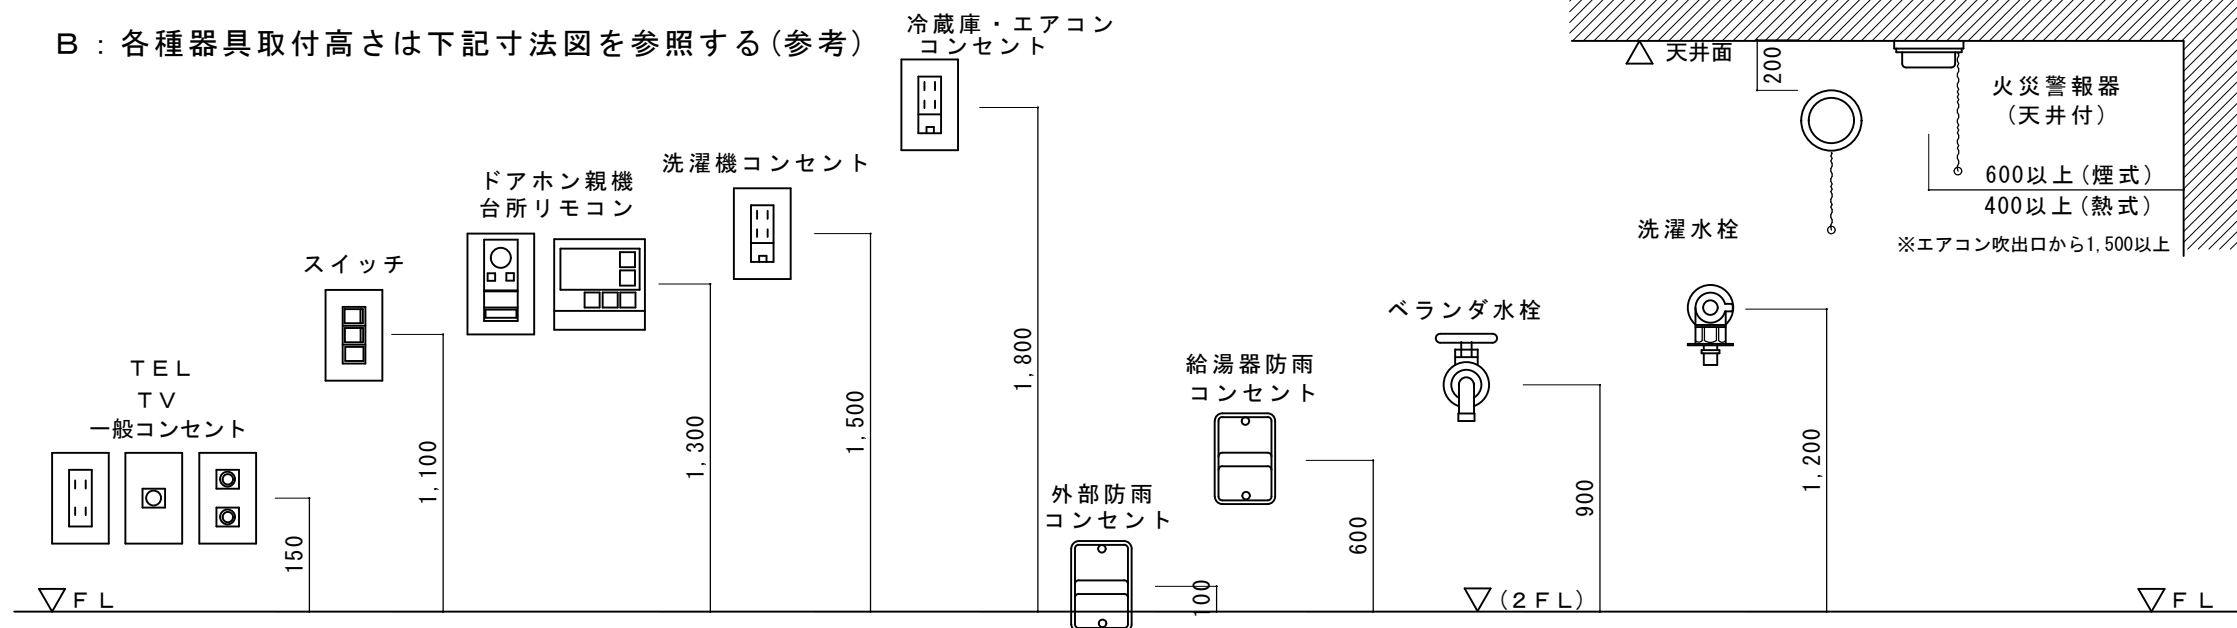 B：各種器具取付高さは下記寸法図を参照する(参考)
冷蔵庫・エアコン
コンセント
1,800
洗濯機コンセント
1,500
ドアホン親機
台所リモコン
1,300
スイッチ
1,100
TEL
TV
一般コンセント
150
▽FL
外部防雨
コンセント
100
給湯器防雨
コンセント
600
ベランダ水栓
900
▽(2FL)
洗濯水栓
1,200
△ 天井面
200
火災警報器
(天井付)
600以上(煙式)
400以上(熱式)
※エアコン吹出口から1,500以上
▽FL